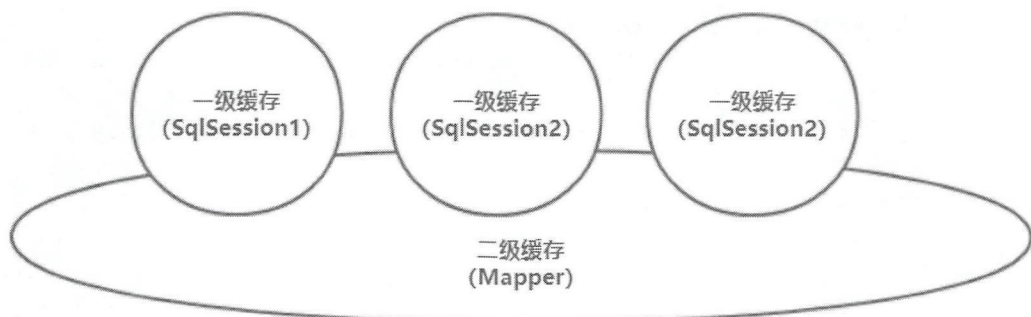 一级缓存
(SqlSession1)
一级缓存
(SqlSession2)
一级缓存
(SqlSession2)
二级缓存
(Mapper)